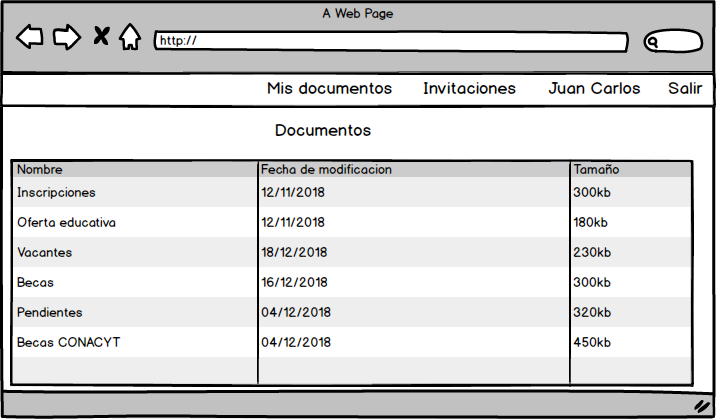 A Web Page
http://
Mis documentos Invitaciones Juan Carlos Salir
Documentos
Nombre Fecha de modificacion Tamaño
Inscripciones 12/11/2018 300kb
Oferta educativa 12/11/2018 180kb
Vacantes 18/12/2018 230kb
Becas 16/12/2018 300kb
Pendientes 04/12/2018 320kb
Becas CONACYT 04/12/2018 450kb